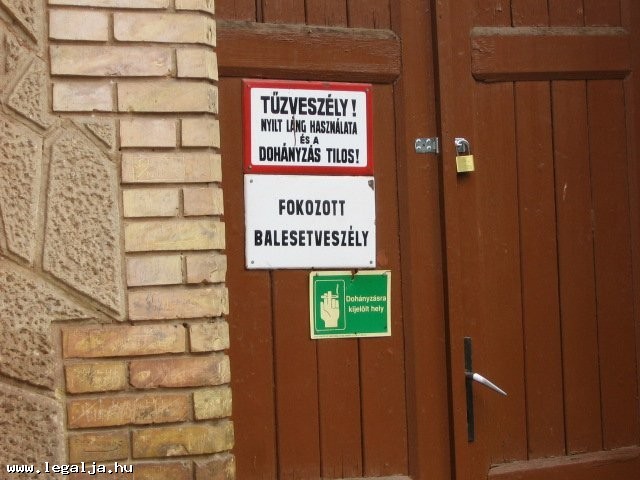 TŰZVESZÉLY!
NYILT LÁNG HASZNÁLATA
ÉS A
DOHÁNYZÁS TILOS!
FOKOZOTT
BALESETVESZÉLY
Dohányzásra
kijelölt hely
www.legalja.hu